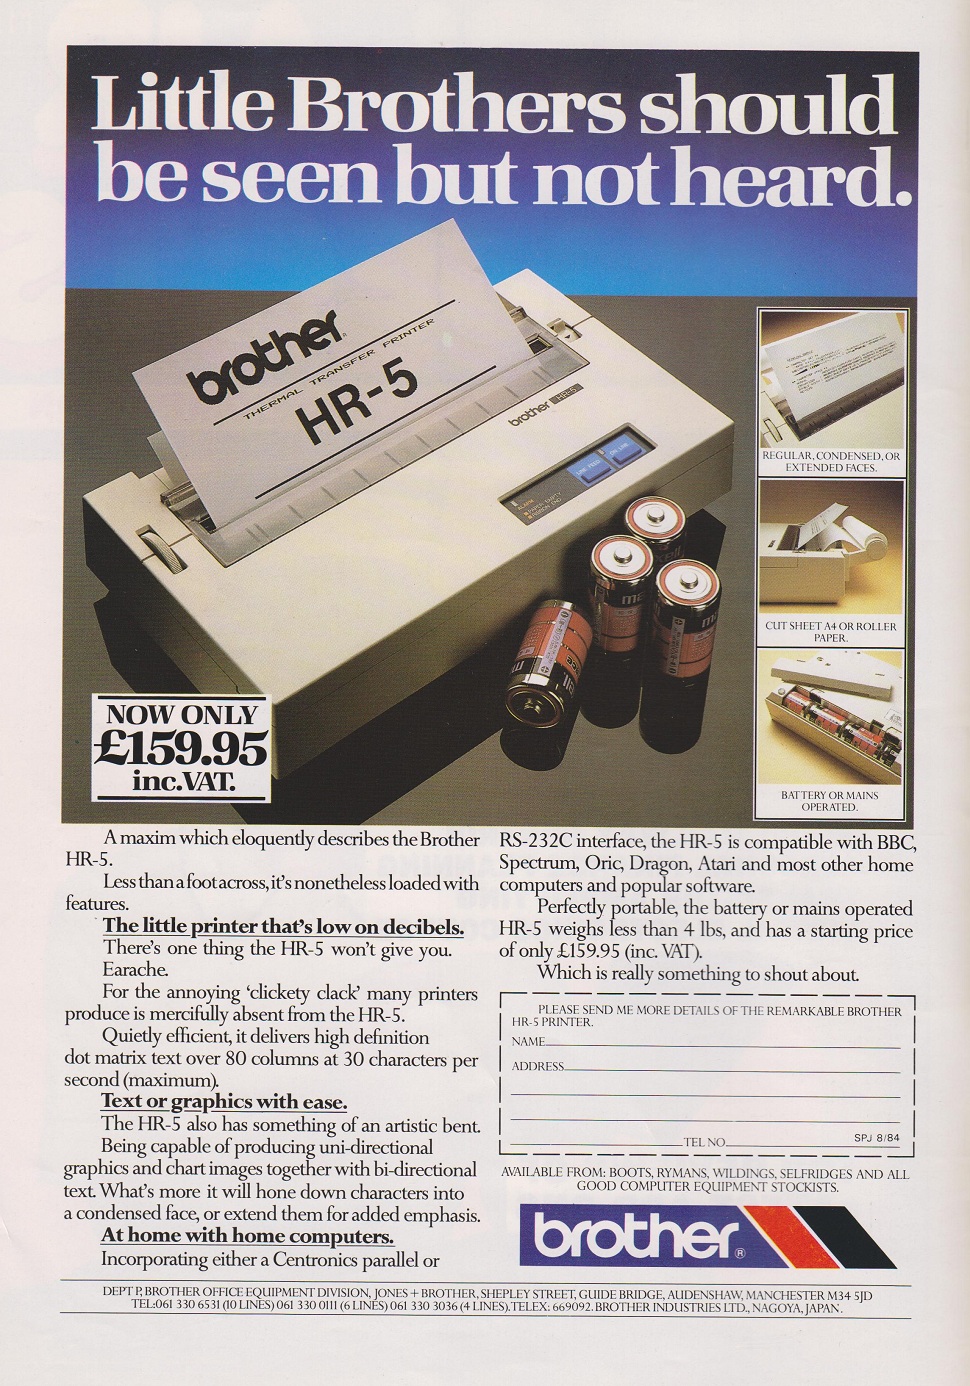 Little Brothers should
be seen but not heard.
brother®
THERMAL TRANSFER PRINTER
HR-5
brother HR-5
LINE FEED
ON LINE
ALARM
PAPER EMPTY
RIBBON END
REGULAR, CONDENSED, OR
EXTENDED FACES.
CUT SHEET A4 OR ROLLER
PAPER.
BATTERY OR MAINS
OPERATED.
NOW ONLY
£159.95
inc.VAT.
A maxim which eloquently describes the Brother
HR-5.
Less than a foot across, it's nonetheless loaded with
features.
The little printer that's low on decibels.
There's one thing the HR-5 won't give you.
Earache.
For the annoying 'clickety clack' many printers
produce is mercifully absent from the HR-5.
Quietly efficient, it delivers high definition
dot matrix text over 80 columns at 30 characters per
second (maximum).
Text or graphics with ease.
The HR-5 also has something of an artistic bent.
Being capable of producing uni-directional
graphics and chart images together with bi-directional
text. What's more it will hone down characters into
a condensed face, or extend them for added emphasis.
At home with home computers.
Incorporating either a Centronics parallel or
RS-232C interface, the HR-5 is compatible with BBC,
Spectrum, Oric, Dragon, Atari and most other home
computers and popular software.
Perfectly portable, the battery or mains operated
HR-5 weighs less than 4 lbs, and has a starting price
of only £159.95 (inc. VAT).
Which is really something to shout about.
PLEASE SEND ME MORE DETAILS OF THE REMARKABLE BROTHER
HR-5 PRINTER.
NAME
ADDRESS
TEL NO.
SPJ 8/84
AVAILABLE FROM: BOOTS, RYMANS, WILDINGS, SELFRIDGES AND ALL
GOOD COMPUTER EQUIPMENT STOCKISTS.
brother®
DEPT P, BROTHER OFFICE EQUIPMENT DIVISION, JONES + BROTHER, SHEPLEY STREET, GUIDE BRIDGE, AUDENSHAW, MANCHESTER M34 5JD
TEL:061 330 6531 (10 LINES) 061 330 0111 (6 LINES) 061 330 3036 (4 LINES). TELEX: 669092. BROTHER INDUSTRIES LTD., NAGOYA, JAPAN.